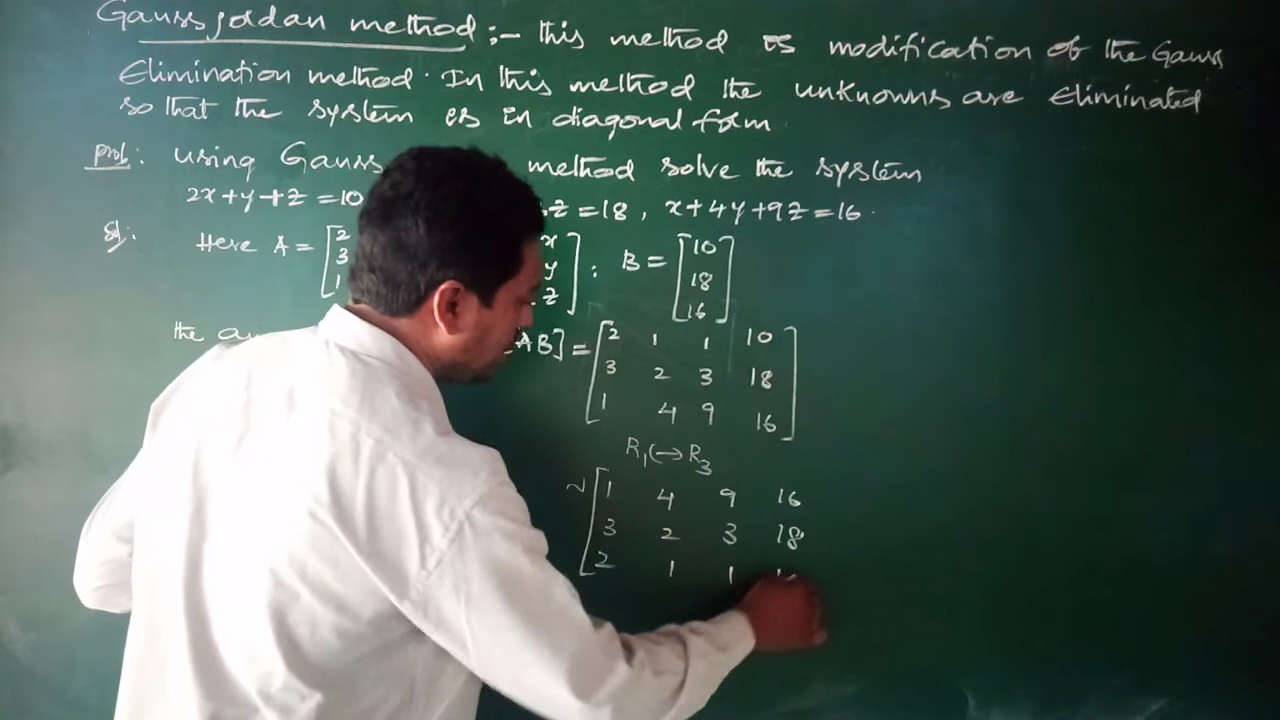 Gauss jordan method :- this method is modification of the Gauss
Elimination method. In this method the unknowns are Eliminated
so that the system is in diagonal form
prob: using Gauss method solve the system
2x+y+z=10 z=18, x+4y+9z=16.
Sol: Here A = [2 x] : B = [10]
3 y 18
1 z 16
the AB] = [2 1 1 10]
3 2 3 18
1 4 9 16
R₁↔R₃
~[1 4 9 16
3 2 3 18
2 1 1